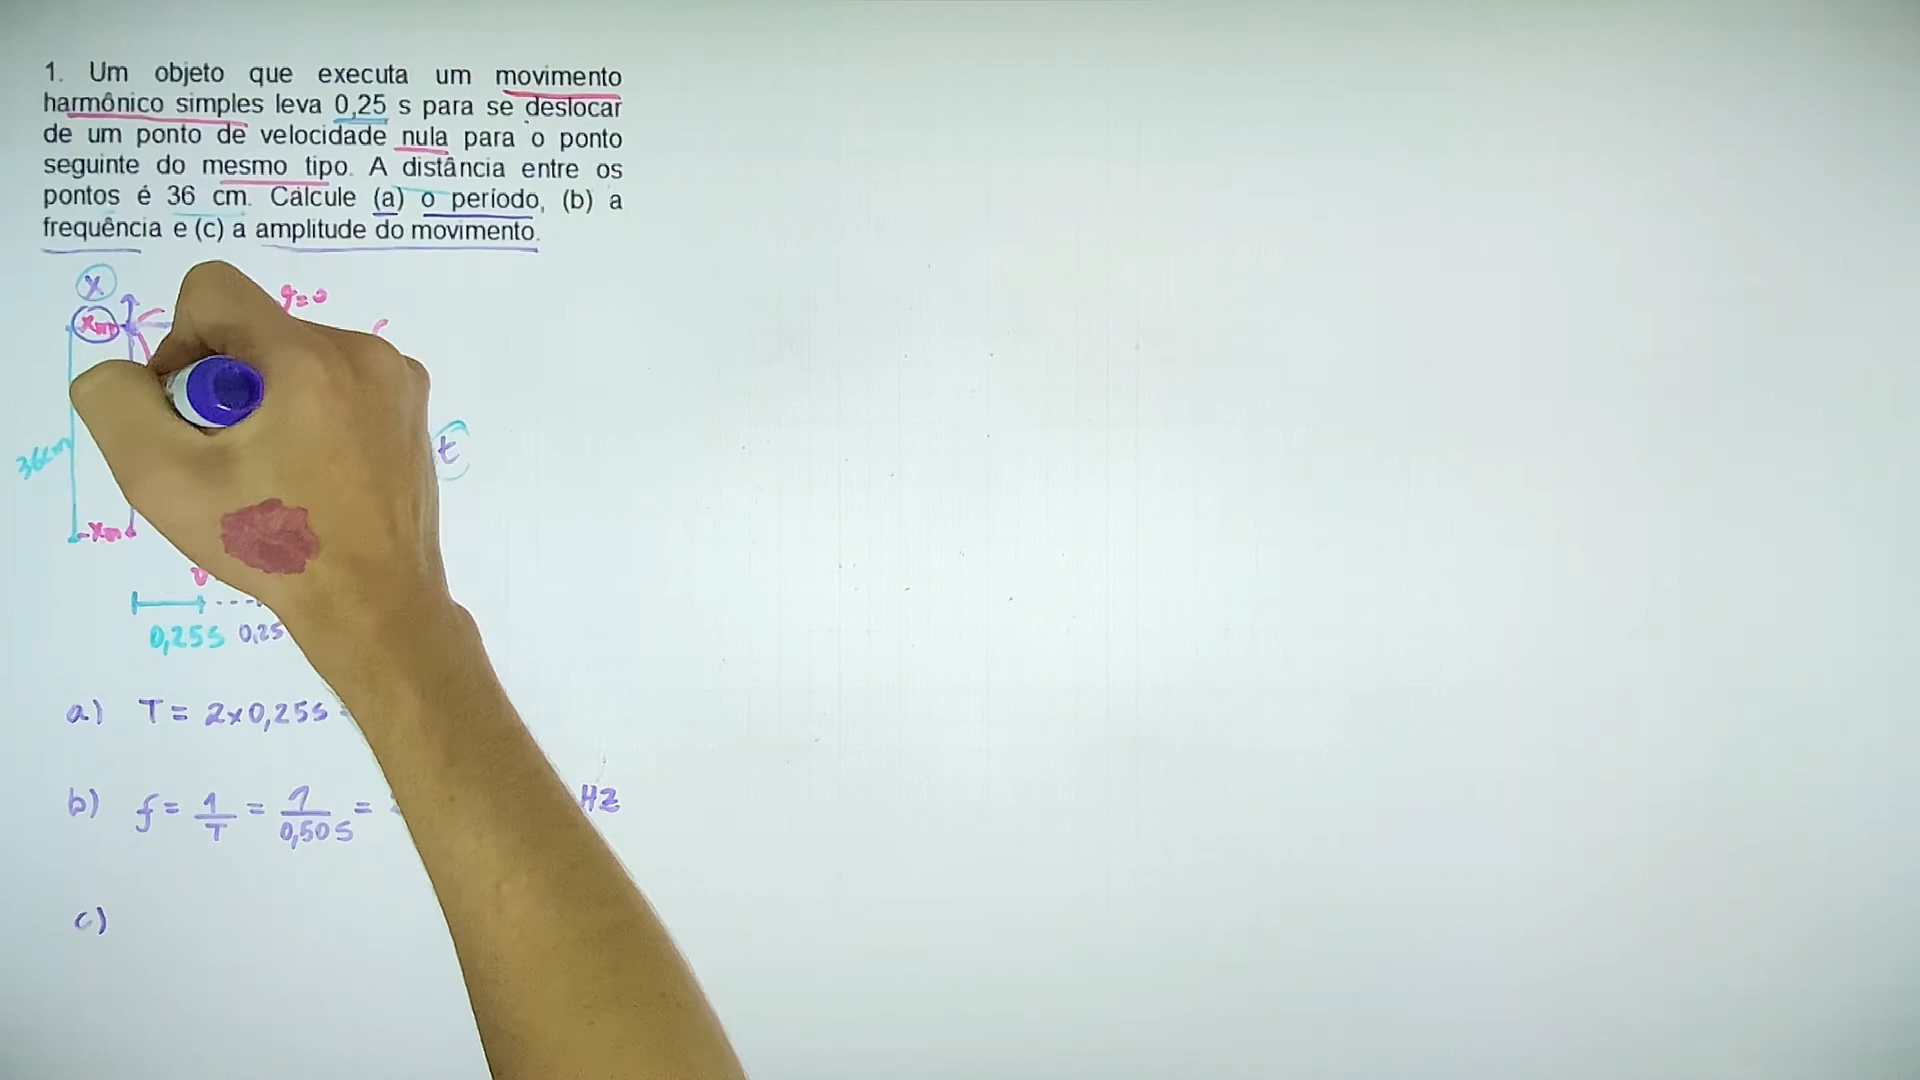 1. Um objeto que executa um movimento
harmônico simples leva 0,25 s para se deslocar
de um ponto de velocidade nula para o ponto
seguinte do mesmo tipo. A distância entre os
pontos é 36 cm. Calcule (a) o período, (b) a
frequência e (c) a amplitude do movimento.
x
xm
36cm
t
-xm
0,25s 0,25
a) T = 2x0,25s
b) f = 1/T = 1/0,50s =
Hz
c)